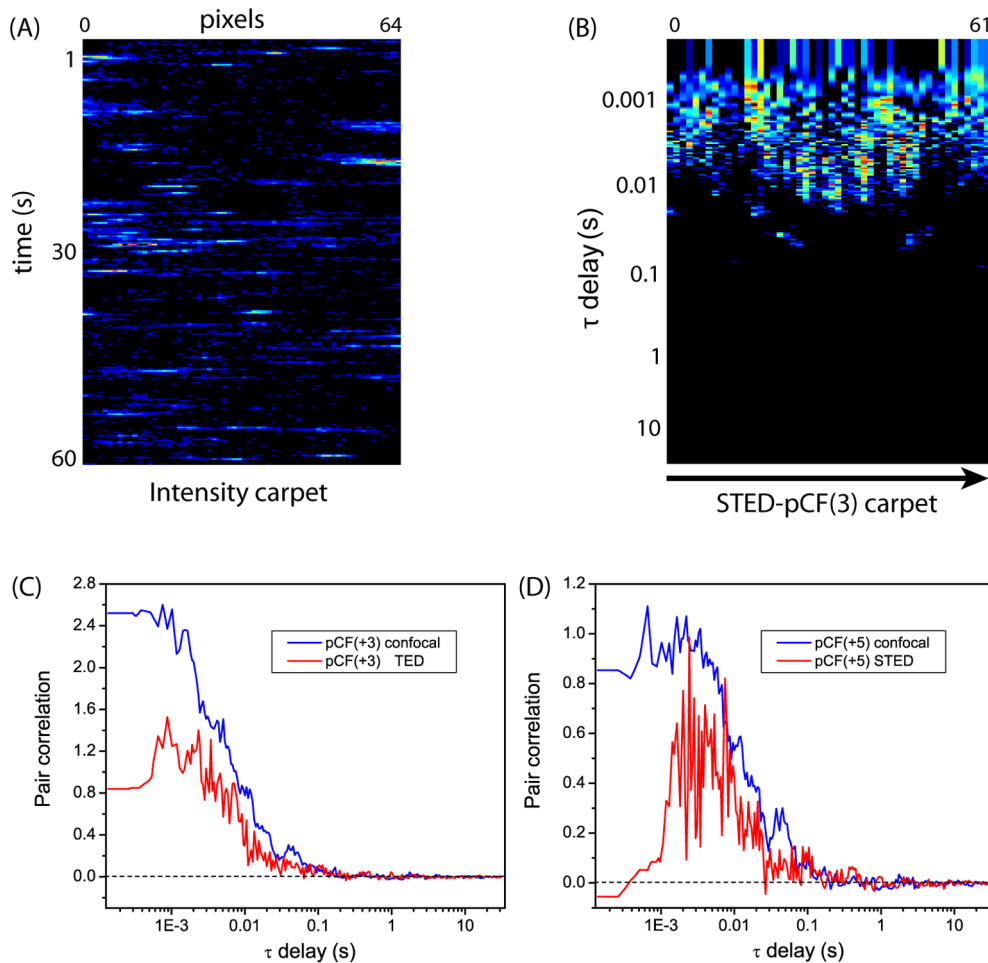 (A)
0 pixels 64
time (s)
1
30
60
Intensity carpet
(B)
0 61
τ delay (s)
0.001
0.01
0.1
1
10
STED-pCF(3) carpet
(C)
Pair correlation
2.8
2.4
2.0
1.6
1.2
0.8
0.4
0.0
pCF(+3) confocal
pCF(+3) TED
1E-3 0.01 0.1 1 10
τ delay (s)
(D)
Pair correlation
1.2
1.0
0.8
0.6
0.4
0.2
0.0
pCF(+5) confocal
pCF(+5) STED
1E-3 0.01 0.1 1 10
τ delay (s)